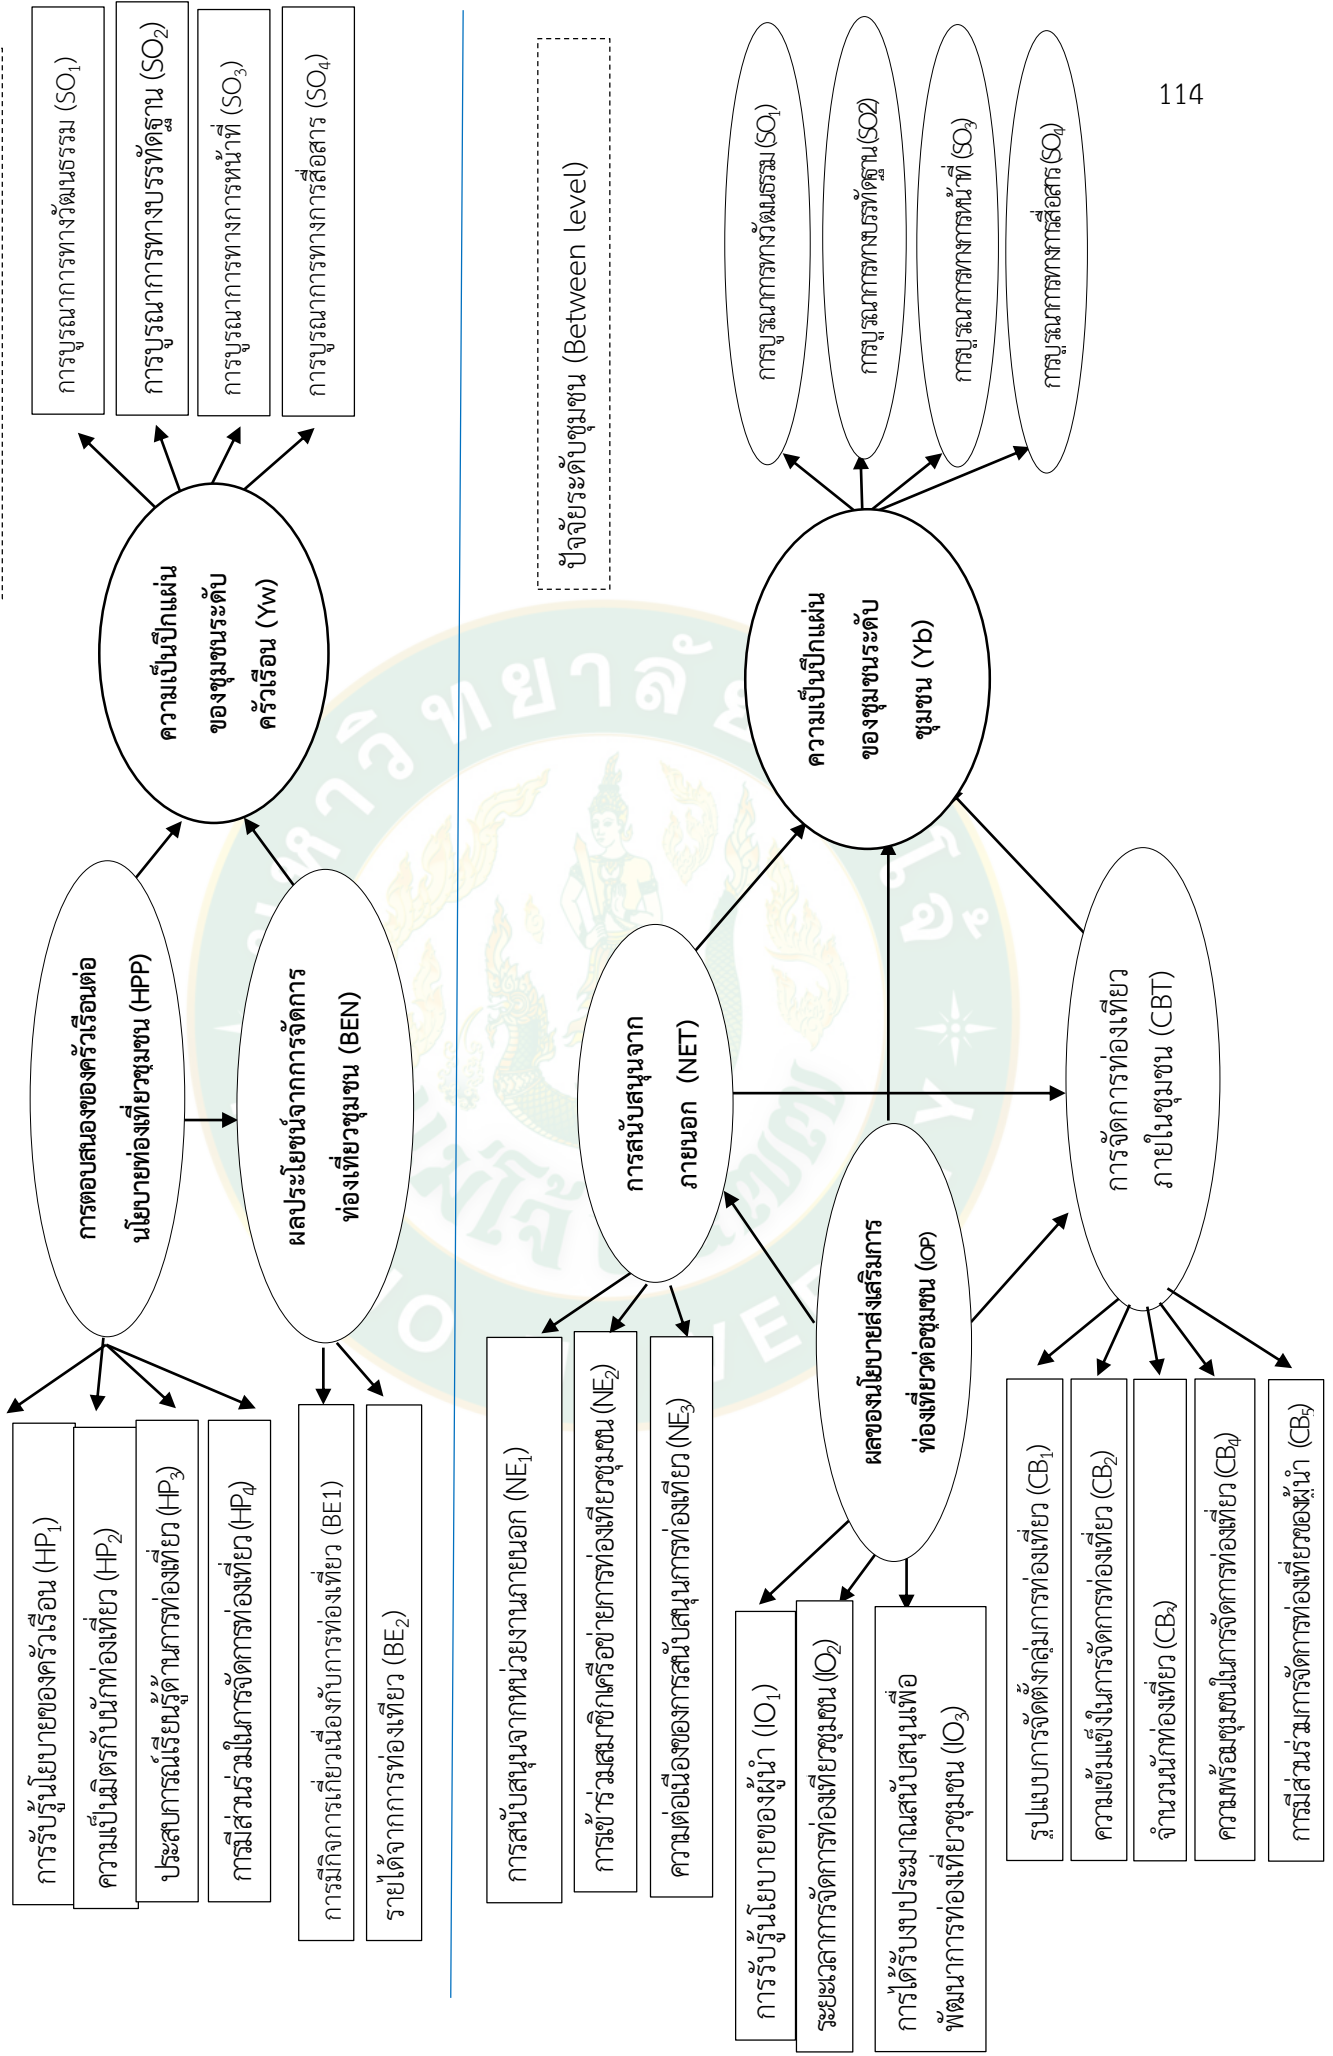 114
การรับรู้นโยบายของครัวเรือน (HP₁)
ความเป็นมิตรกับนักท่องเที่ยว (HP₂)
ประสบการณ์เรียนรู้ด้านการท่องเที่ยว (HP₃)
การมีส่วนร่วมในการจัดการท่องเที่ยว (HP₄)
การมีกิจการเกี่ยวเนื่องกับการท่องเที่ยว (BE1)
รายได้จากการท่องเที่ยว (BE₂)
การตอบสนองของครัวเรือนต่อ
นโยบายท่องเที่ยวชุมชน (HPP)
ผลประโยชน์จากการจัดการ
ท่องเที่ยวชุมชน (BEN)
ความเป็นปึกแผ่น
ของชุมชนระดับ
ครัวเรือน (Yw)
การบูรณาการทางวัฒนธรรม (SO₁)
การบูรณาการทางบรรทัดฐาน (SO₂)
การบูรณาการทางการหน้าที่ (SO₃)
การบูรณาการทางการสื่อสาร (SO₄)
ปัจจัยระดับชุมชน (Between level)
การสนับสนุนจากหน่วยงานภายนอก (NE₁)
การเข้าร่วมสมาชิกเครือข่ายการท่องเที่ยวชุมชน (NE₂)
ความต่อเนื่องของการสนับสนุนการท่องเที่ยว (NE₃)
การสนับสนุนจาก
ภายนอก (NET)
การรับรู้นโยบายของผู้นำ (IO₁)
ระยะเวลาการจัดการท่องเที่ยวชุมชน (IO₂)
การได้รับงบประมาณสนับสนุนเพื่อ
พัฒนาการท่องเที่ยวชุมชน (IO₃)
ผลของนโยบายส่งเสริมการ
ท่องเที่ยวต่อชุมชน (IOP)
รูปแบบการจัดตั้งกลุ่มการท่องเที่ยว (CB₁)
ความเข้มแข็งในการจัดการท่องเที่ยว (CB₂)
จำนวนนักท่องเที่ยว (CB₃)
ความพร้อมชุมชนในการจัดการท่องเที่ยว (CB₄)
การมีส่วนร่วมการจัดการท่องเที่ยวของผู้นำ (CB₅)
การจัดการท่องเที่ยว
ภายในชุมชน (CBT)
ความเป็นปึกแผ่น
ของชุมชนระดับ
ชุมชน (Yb)
การบูรณาการทางวัฒนธรรม (SO₁)
การบูรณาการทางบรรทัดฐาน (SO2)
การบูรณาการทางการหน้าที่ (SO₃)
การบูรณาการทางการสื่อสาร (SO₄)